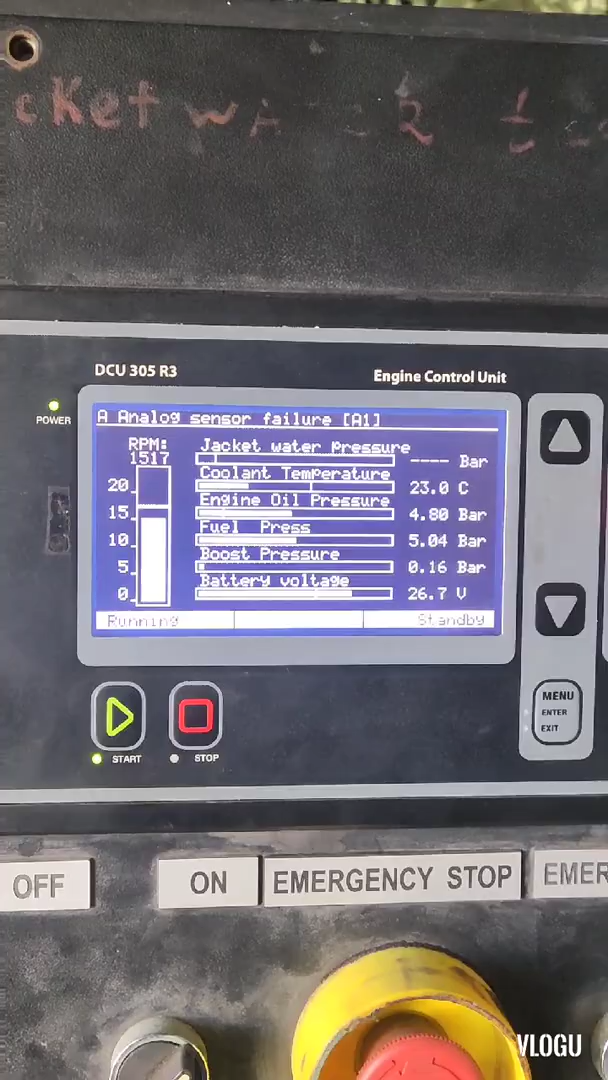 cket
DCU 305 R3
Engine Control Unit
POWER
A Analog sensor failure [A1]
RPM:
1517
20
15
10
5
0
Jacket water pressure
---- Bar
Coolant Temperature
23.0 C
Engine Oil Pressure
4.80 Bar
Fuel Press
5.04 Bar
Boost Pressure
0.16 Bar
Battery voltage
26.7 V
Running
Standby
MENU
ENTER
EXIT
START
STOP
OFF
ON
EMERGENCY STOP
EMER
VLOGU